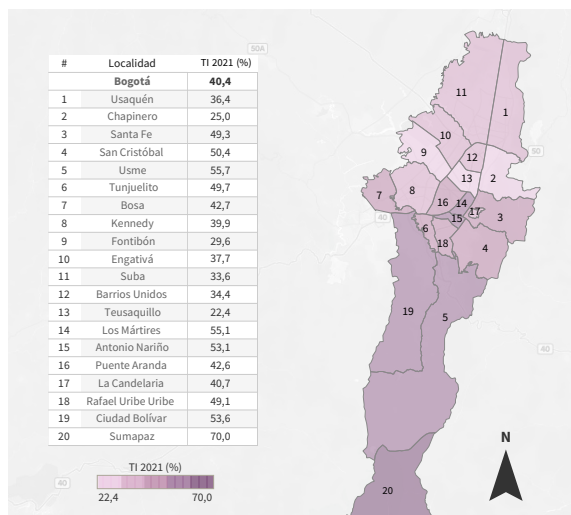 # Localidad TI 2021 (%)
Bogotá 40,4
1 Usaquén 36,4
2 Chapinero 25,0
3 Santa Fe 49,3
4 San Cristóbal 50,4
5 Usme 55,7
6 Tunjuelito 49,7
7 Bosa 42,7
8 Kennedy 39,9
9 Fontibón 29,6
10 Engativá 37,7
11 Suba 33,6
12 Barrios Unidos 34,4
13 Teusaquillo 22,4
14 Los Mártires 55,1
15 Antonio Nariño 53,1
16 Puente Aranda 42,6
17 La Candelaria 40,7
18 Rafael Uribe Uribe 49,1
19 Ciudad Bolívar 53,6
20 Sumapaz 70,0
TI 2021 (%)
22,4 70,0
50A
11
1
10
9
12
50
13
2
8
7
16
14
17
3
40
15
6
18
4
19
5
40
N
40
20